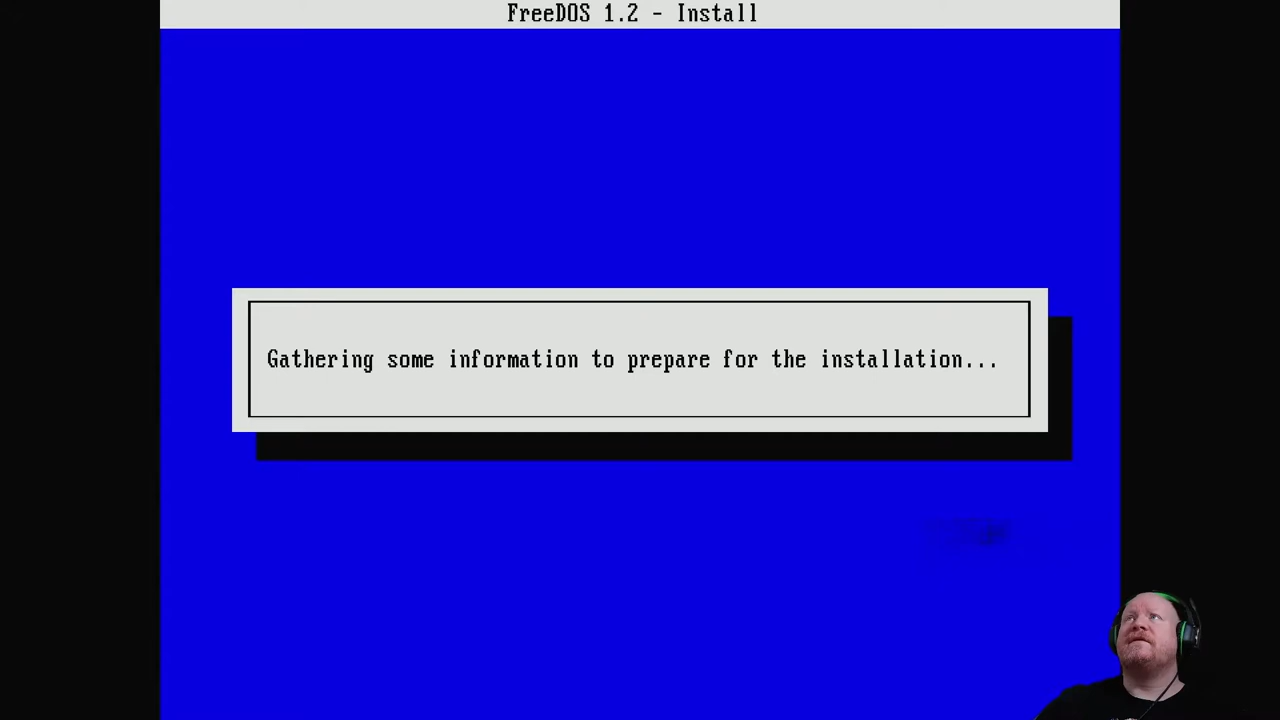 FreeDOS 1.2 - Install
Gathering some information to prepare for the installation...